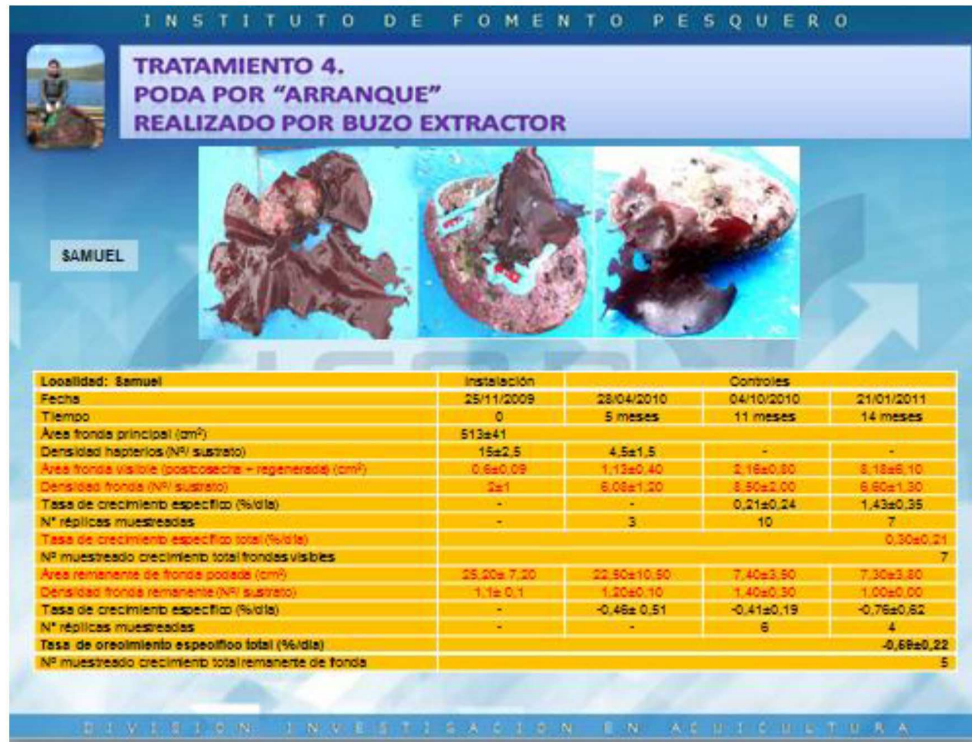 INSTITUTO DE FOMENTO PESQUERO
TRATAMIENTO 4.
PODA POR “ARRANQUE”
REALIZADO POR BUZO EXTRACTOR
SAMUEL
Localidad: Samuel Instalación Controles
Fecha 25/11/2009 28/04/2010 04/10/2010 21/01/2011
Tiempo 0 5 meses 11 meses 14 meses
Área fronda principal (cm²) 513±41
Densidad hapterios (Nº/ sustrato) 15±2,5 4,5±1,5 - -
Área fronda visible (postcosecha – regenerada) (cm²) 0,6±0,09 1,13±0,40 2,16±0,80 8,18±6,10
Densidad fronda (Nº/ sustrato) 2±1 6,08±1,20 8,50±2,00 6,60±1,30
Tasa de crecimiento específico (%/día) - - 0,21±0,24 1,43±0,35
N° réplicas muestreadas - 3 10 7
Tasa de crecimiento específico total (%/día) 0,30±0,21
Nº muestreado crecimiento total frondas visibles 7
Área remanente de fronda podada (cm²) 25,20± 7,20 22,50±10,50 7,40±3,50 7,30±3,80
Densidad fronda remanente (Nº/ sustrato) 1,1± 0,1 1,20±0,10 1,40±0,30 1,00±0,00
Tasa de crecimiento específico (%/día) - -0,46± 0,51 -0,41±0,19 -0,76±0,62
N° réplicas muestreadas - - 6 4
Tasa de crecimiento específico total (%/día) -0,69±0,22
Nº muestreado crecimiento total remanente de fronda 5
DIVISION INVESTIGACION EN ACUICULTURA